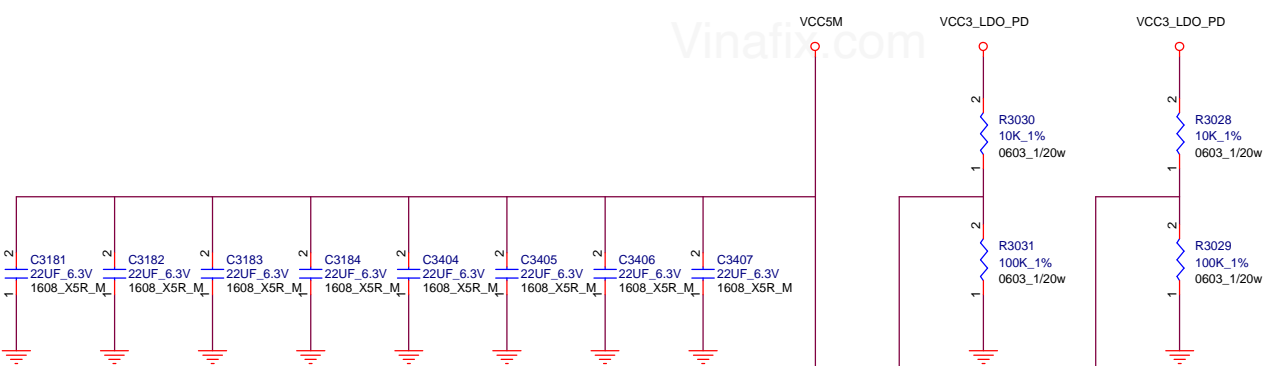 VCC5M
VCC3_LDO_PD
VCC3_LDO_PD
Vinafix.com
2
R3030
10K_1%
0603_1/20w
1
2
R3028
10K_1%
0603_1/20w
1
2
C3181
22UF_6.3V
1608_X5R_M
1
2
C3182
22UF_6.3V
1608_X5R_M
1
2
C3183
22UF_6.3V
1608_X5R_M
1
2
C3184
22UF_6.3V
1608_X5R_M
1
2
C3404
22UF_6.3V
1608_X5R_M
1
2
C3405
22UF_6.3V
1608_X5R_M
1
2
C3406
22UF_6.3V
1608_X5R_M
1
2
C3407
22UF_6.3V
1608_X5R_M
1
2
R3031
100K_1%
0603_1/20w
1
2
R3029
100K_1%
0603_1/20w
1